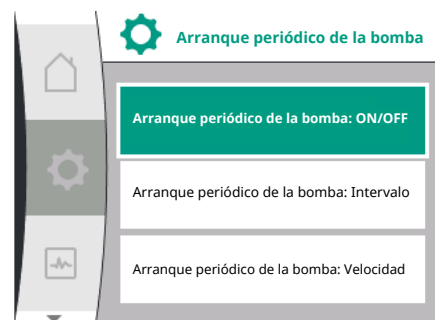 Arranque periódico de la bomba
Arranque periódico de la bomba: ON/OFF
Arranque periódico de la bomba: Intervalo
Arranque periódico de la bomba: Velocidad